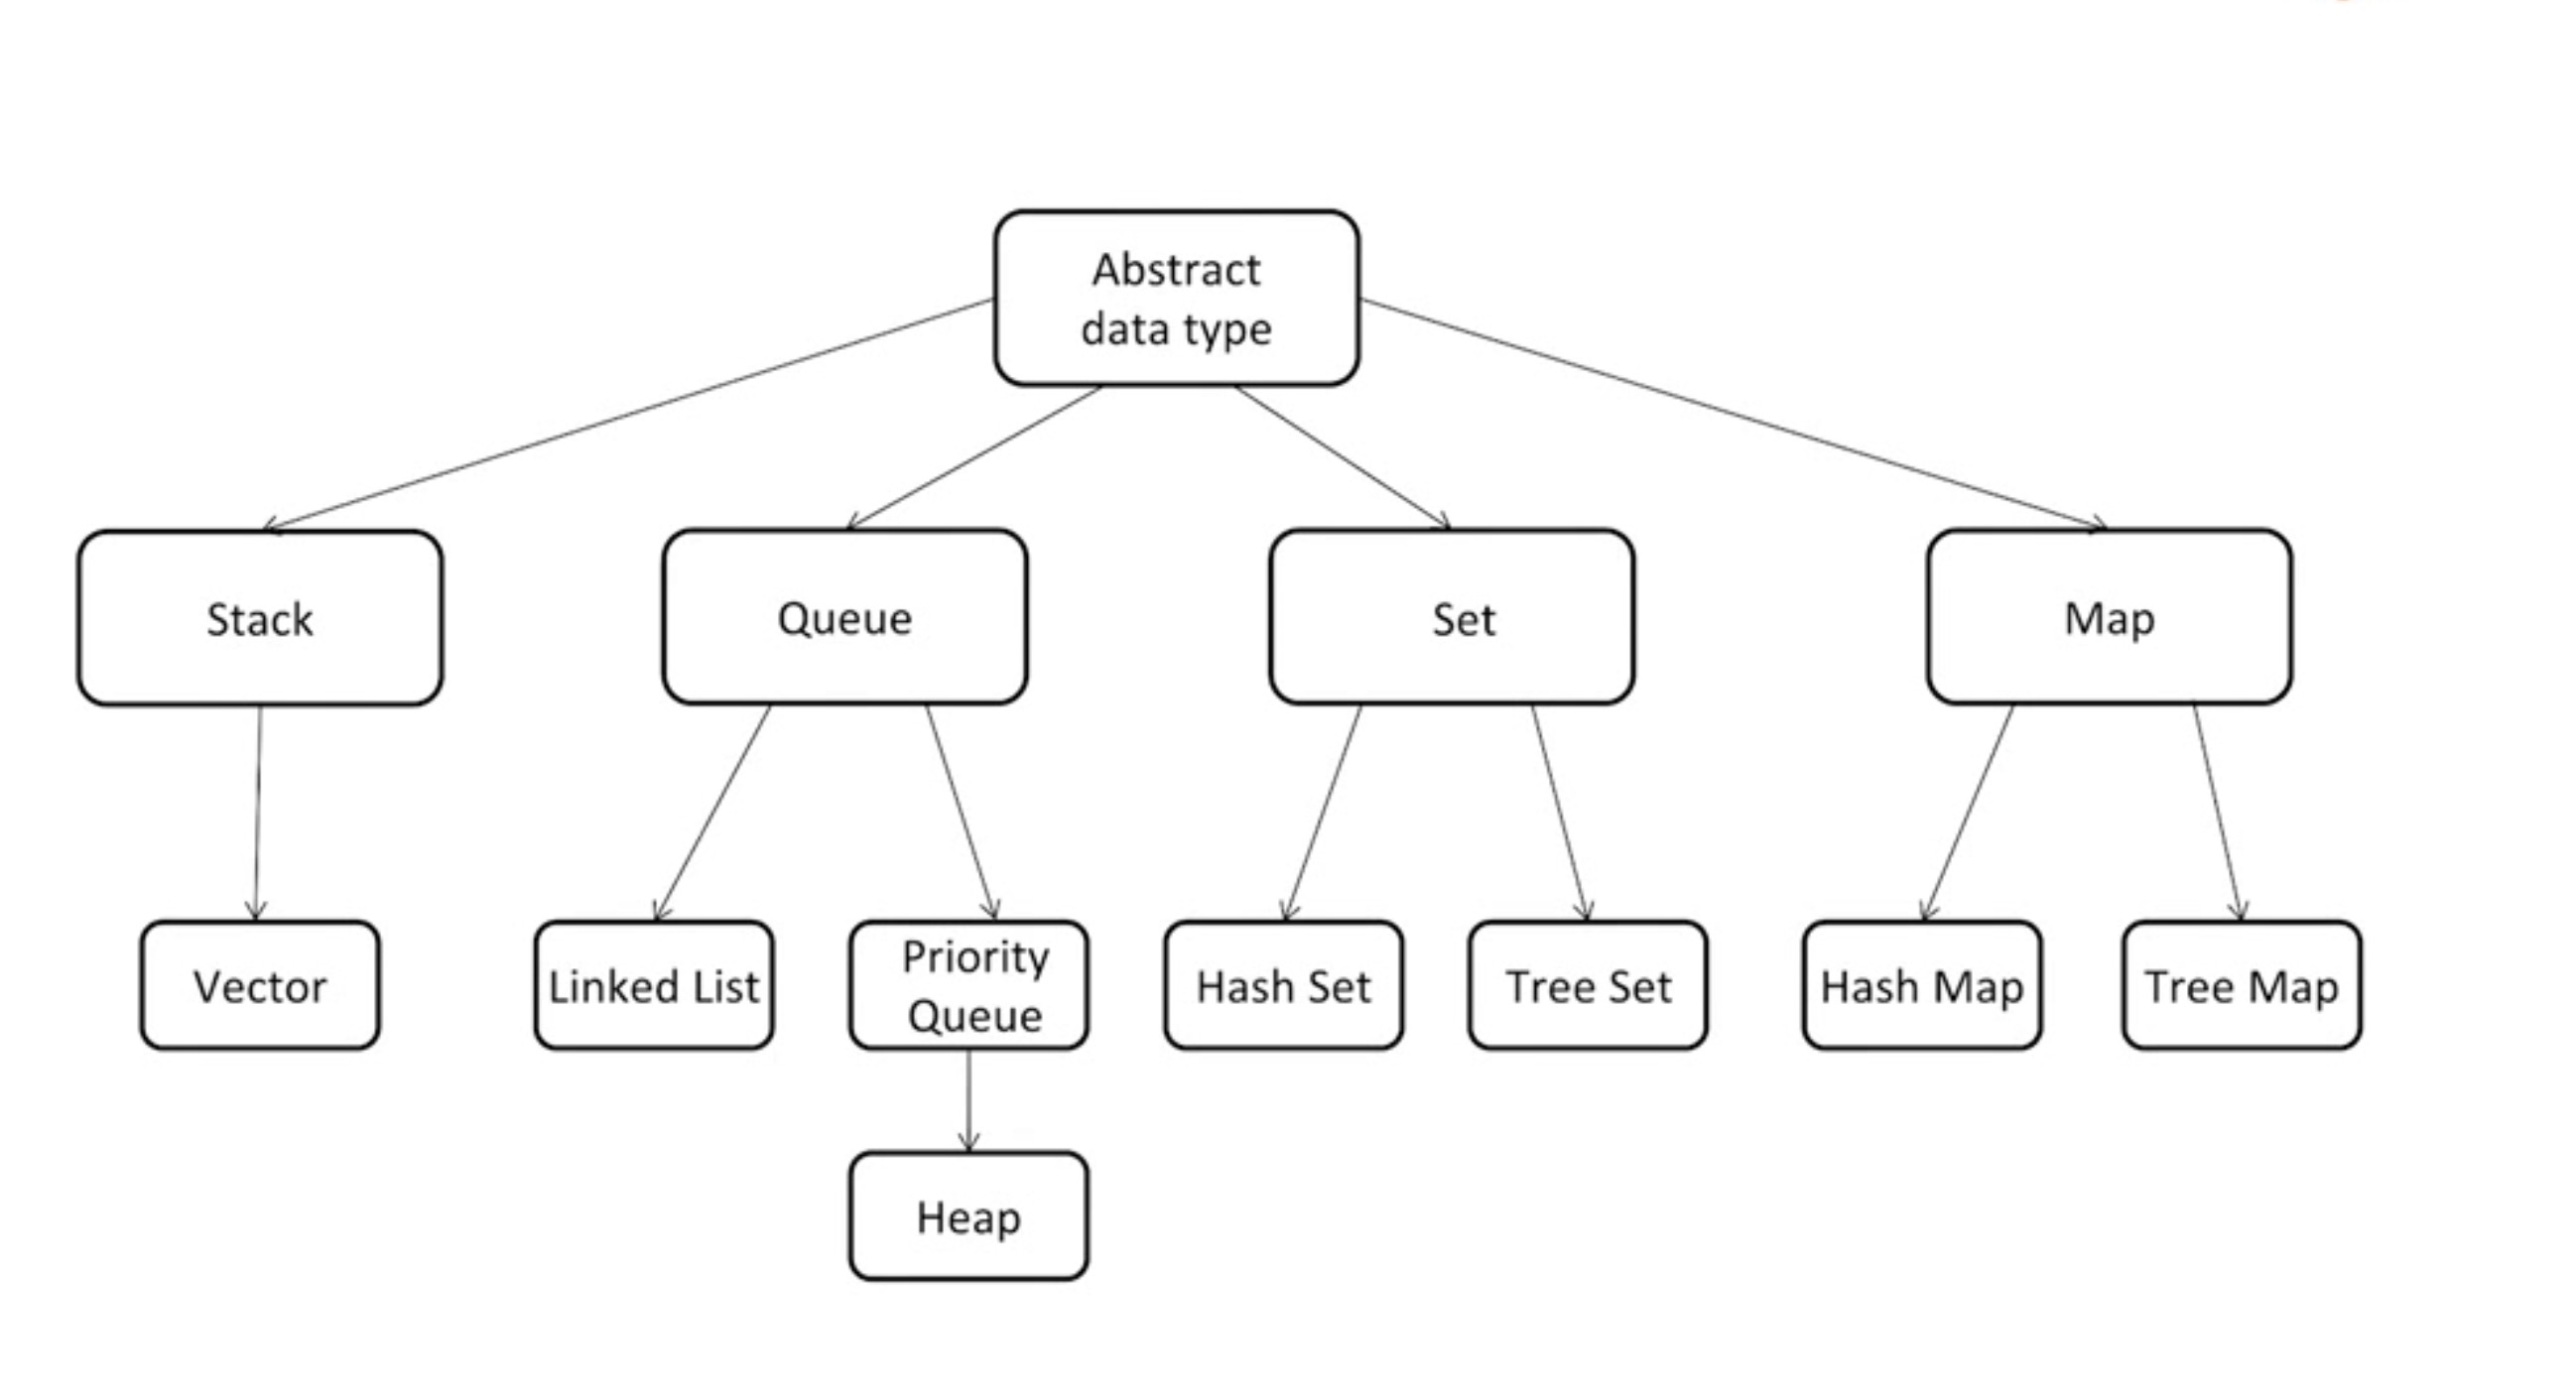 Abstract
data type
Stack
Queue
Set
Map
Vector
Linked List
Priority
Queue
Hash Set
Tree Set
Hash Map
Tree Map
Heap